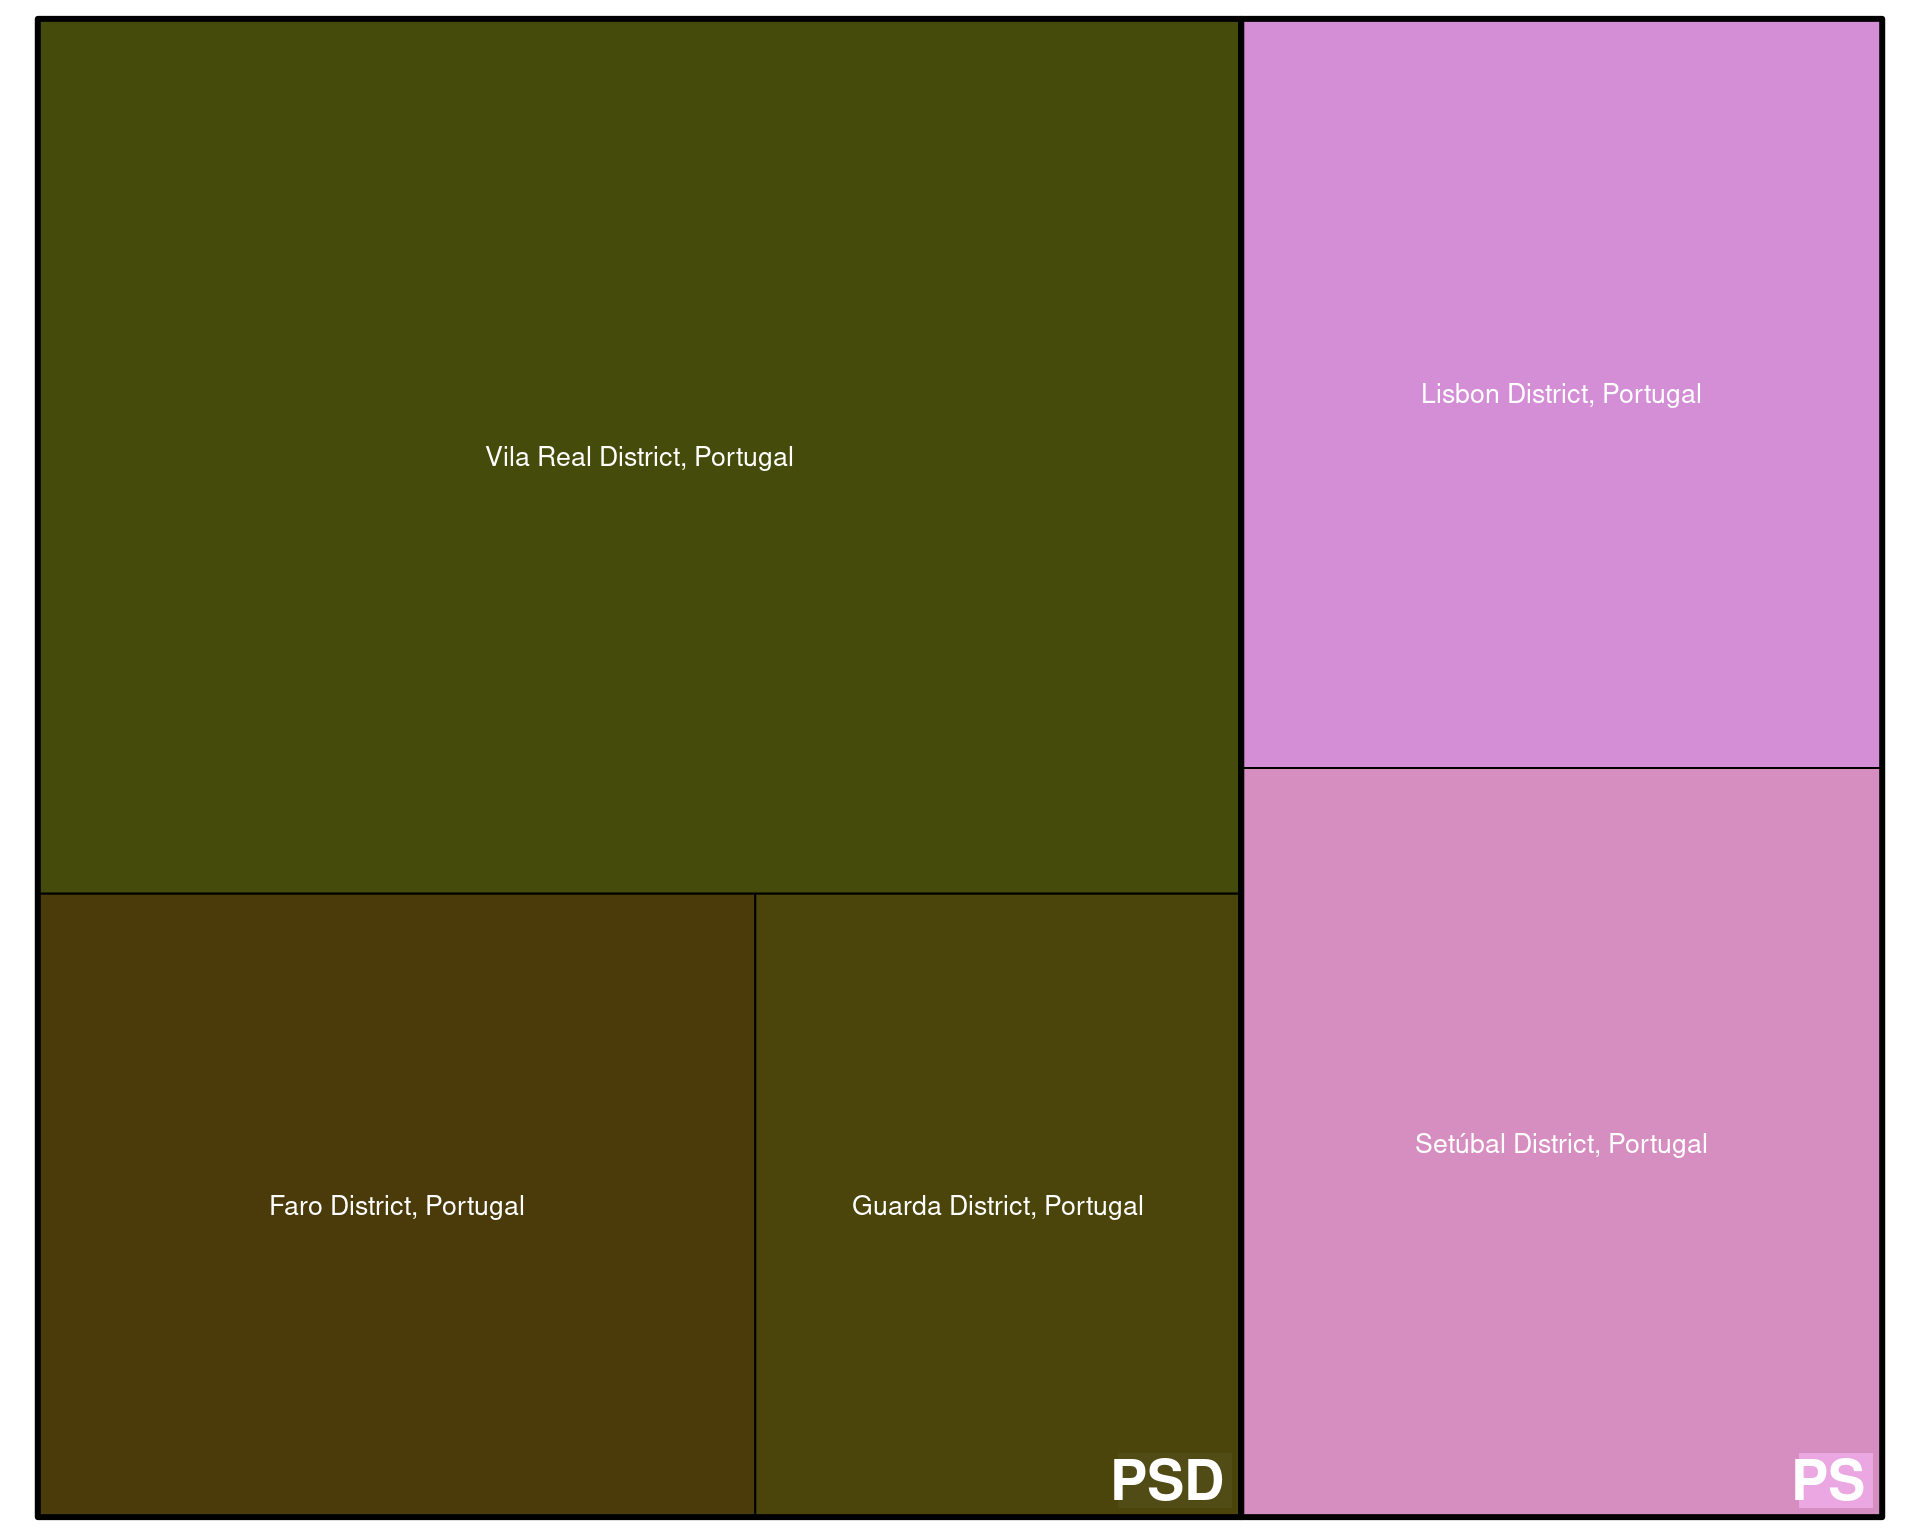 Vila Real District, Portugal
Lisbon District, Portugal
Faro District, Portugal
Guarda District, Portugal
Setúbal District, Portugal
PSD
PS